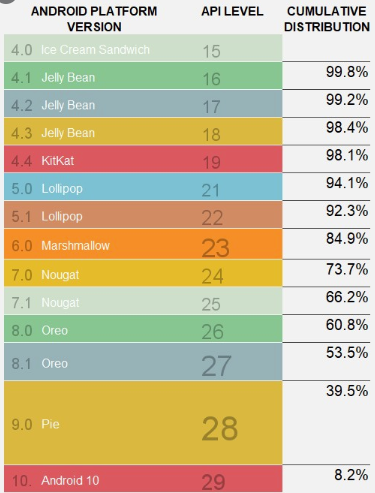 ANDROID PLATFORM VERSION API LEVEL CUMULATIVE DISTRIBUTION
4.0 Ice Cream Sandwich 15
4.1 Jelly Bean 16 99.8%
4.2 Jelly Bean 17 99.2%
4.3 Jelly Bean 18 98.4%
4.4 KitKat 19 98.1%
5.0 Lollipop 21 94.1%
5.1 Lollipop 22 92.3%
6.0 Marshmallow 23 84.9%
7.0 Nougat 24 73.7%
7.1 Nougat 25 66.2%
8.0 Oreo 26 60.8%
8.1 Oreo 27 53.5%
9.0 Pie 28 39.5%
10. Android 10 29 8.2%